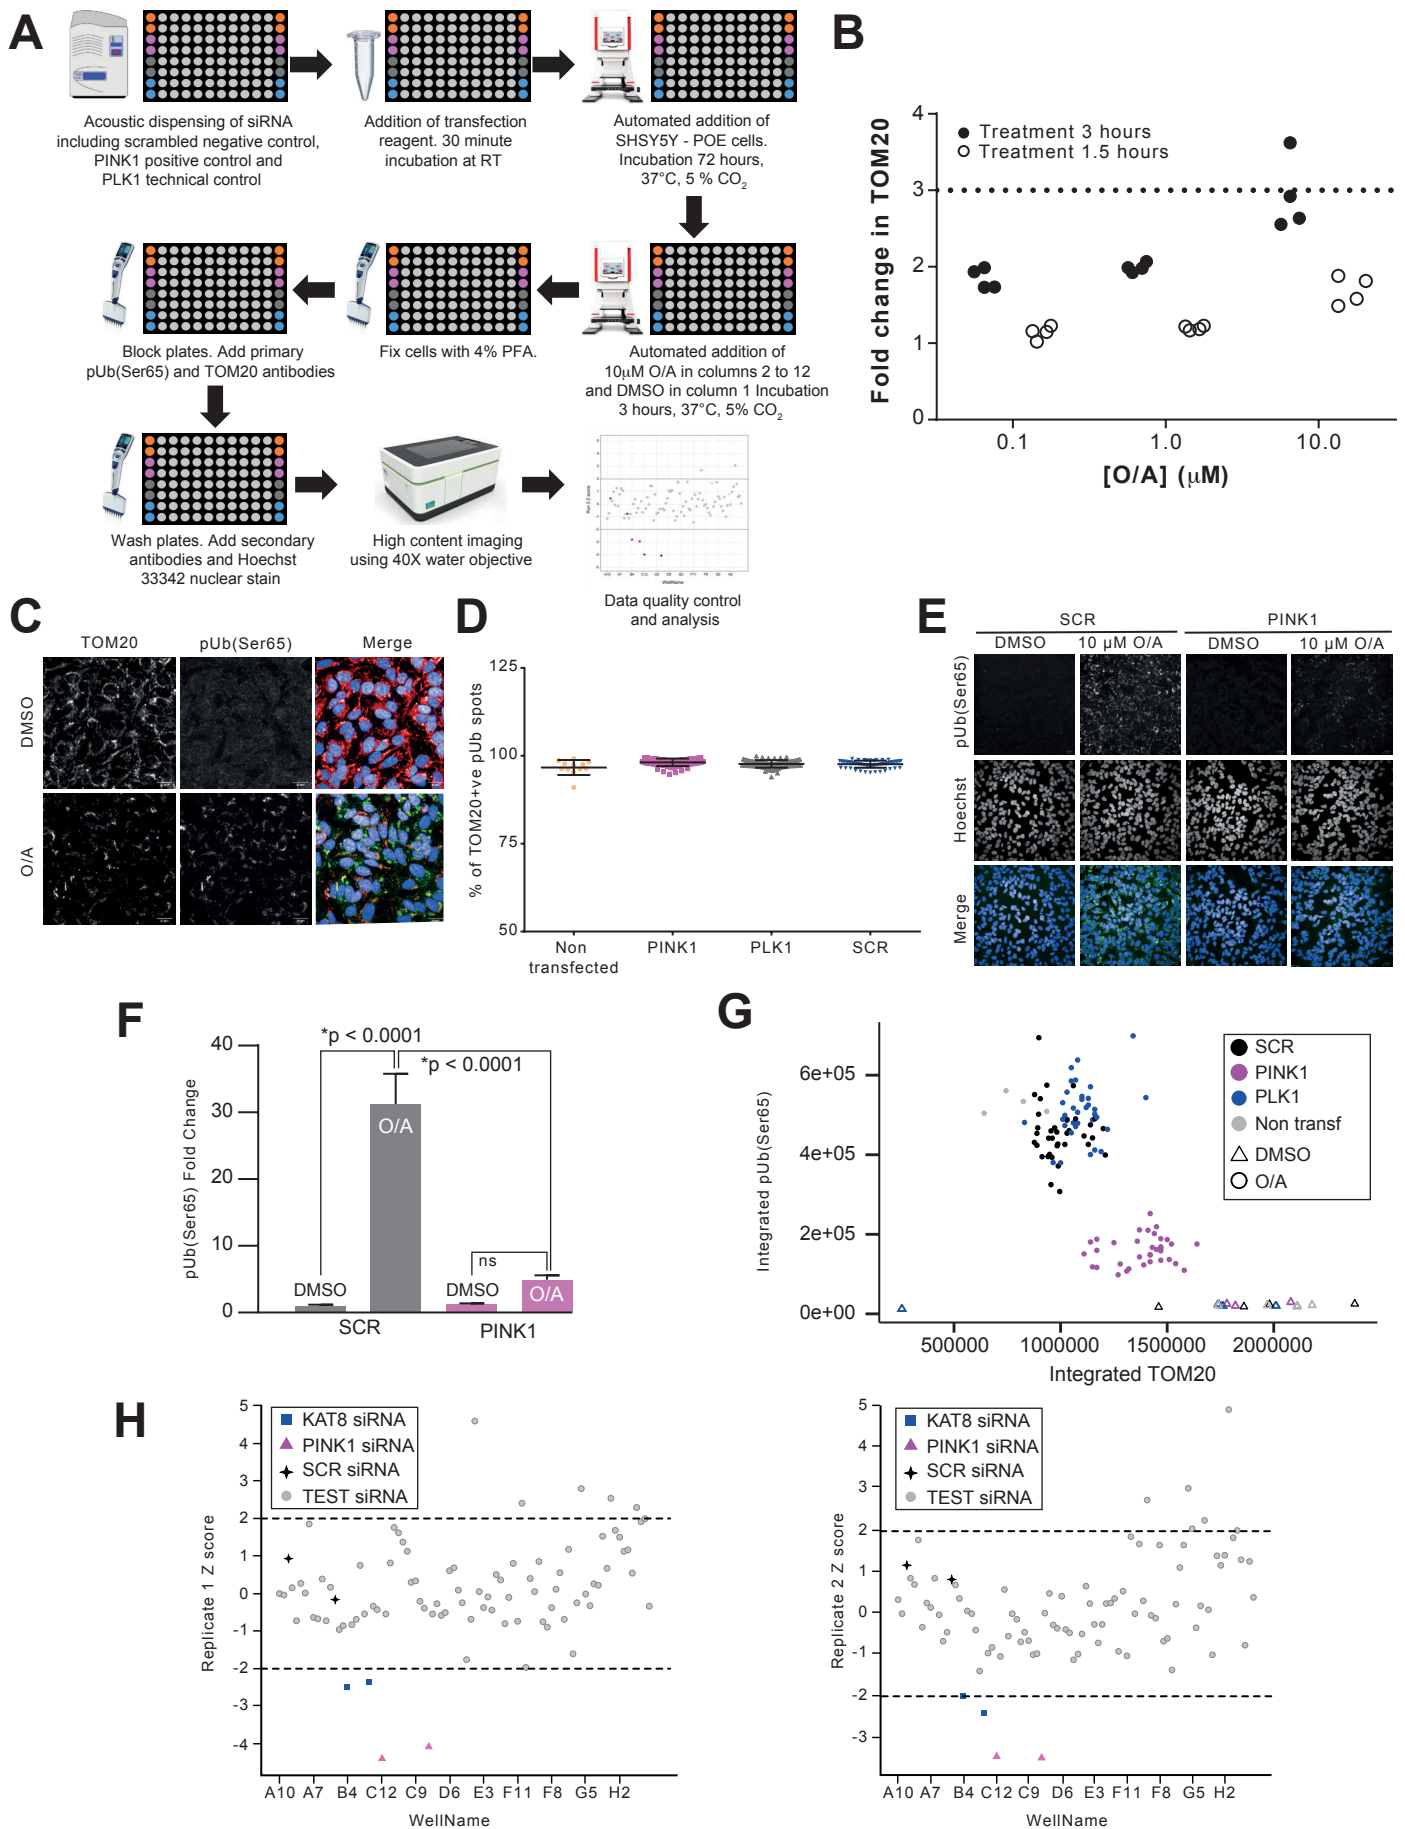 A
Acoustic dispensing of siRNA
including scrambled negative control,
PINK1 positive control and
PLK1 technical control
Addition of transfection
reagent. 30 minute
incubation at RT
Automated addition of
SHSY5Y - POE cells.
Incubation 72 hours,
37°C, 5 % CO2
Block plates. Add primary
pUb(Ser65) and TOM20 antibodies
Fix cells with 4% PFA.
Automated addition of
10µM O/A in columns 2 to 12
and DMSO in column 1 Incubation
3 hours, 37°C, 5% CO2
Wash plates. Add secondary
antibodies and Hoechst
33342 nuclear stain
High content imaging
using 40X water objective
WellName
Data quality control
and analysis
B
Fold change in TOM20
4
3
2
1
0
Treatment 3 hours
Treatment 1.5 hours
0.1
1.0
10.0
[O/A] (µM)
C
TOM20
pUb(Ser65)
Merge
DMSO
O/A
D
% of TOM20+ve pUb spots
125
100
75
50
Non
transfected
PINK1
PLK1
SCR
E
SCR
PINK1
DMSO
10 µM O/A
DMSO
10 µM O/A
pUb(Ser65)
Hoechst
Merge
F
pUb(Ser65) Fold Change
40
30
20
10
0
*p < 0.0001
*p < 0.0001
ns
DMSO
O/A
DMSO
O/A
SCR
PINK1
G
Integrated pUb(Ser65)
6e+05
4e+05
2e+05
0e+00
SCR
PINK1
PLK1
Non transf
DMSO
O/A
500000
1000000
1500000
2000000
Integrated TOM20
H
Replicate 1 Z score
5
4
3
2
1
0
-1
-2
-3
-4
KAT8 siRNA
PINK1 siRNA
SCR siRNA
TEST siRNA
A10 A7 B4 C12 C9 D6 E3 F11 F8 G5 H2
WellName
Replicate 2 Z score
5
4
3
2
1
0
-1
-2
-3
KAT8 siRNA
PINK1 siRNA
SCR siRNA
TEST siRNA
A10 A7 B4 C12 C9 D6 E3 F11 F8 G5 H2
WellName